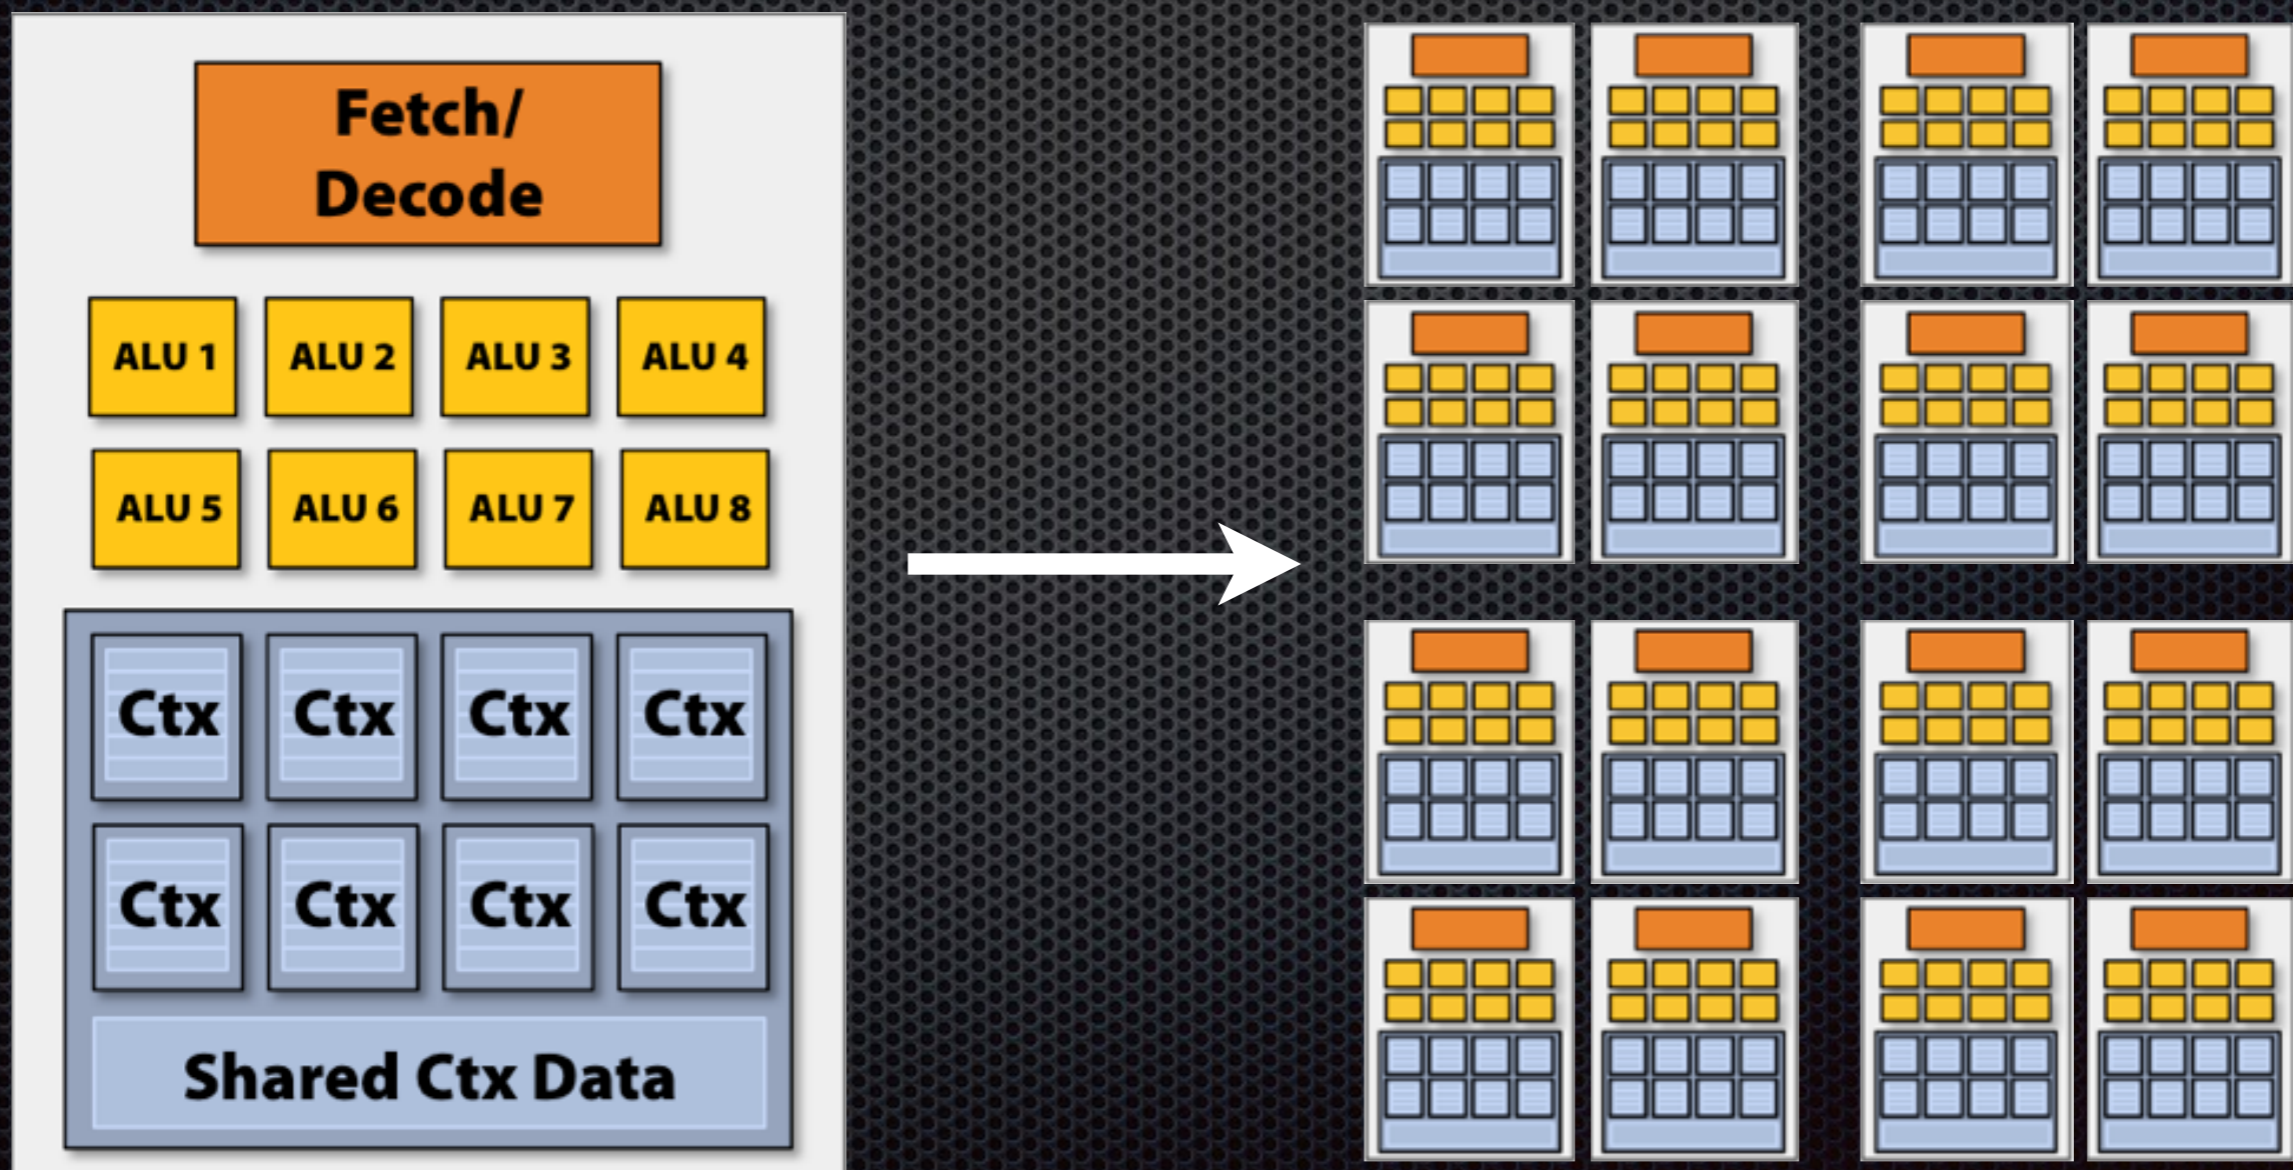 Fetch/
Decode
ALU 1 ALU 2 ALU 3 ALU 4
ALU 5 ALU 6 ALU 7 ALU 8
Ctx Ctx Ctx Ctx
Ctx Ctx Ctx Ctx
Shared Ctx Data